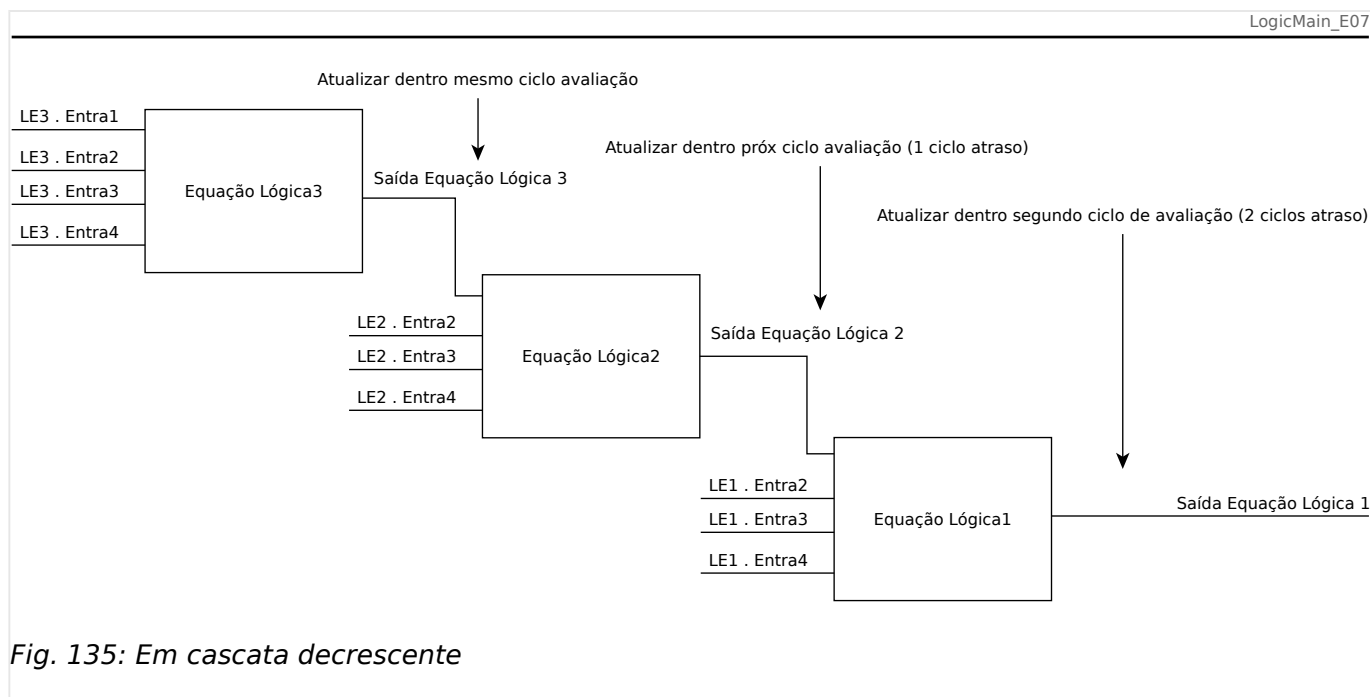 LogicMain_E07
Atualizar dentro mesmo ciclo avaliação
LE3 . Entra1
LE3 . Entra2
LE3 . Entra3
LE3 . Entra4
Equação Lógica3
Saída Equação Lógica 3
Atualizar dentro próx ciclo avaliação (1 ciclo atraso)
Atualizar dentro segundo ciclo de avaliação (2 ciclos atraso)
LE2 . Entra2
LE2 . Entra3
LE2 . Entra4
Equação Lógica2
Saída Equação Lógica 2
LE1 . Entra2
LE1 . Entra3
LE1 . Entra4
Equação Lógica1
Saída Equação Lógica 1
Fig. 135: Em cascata decrescente